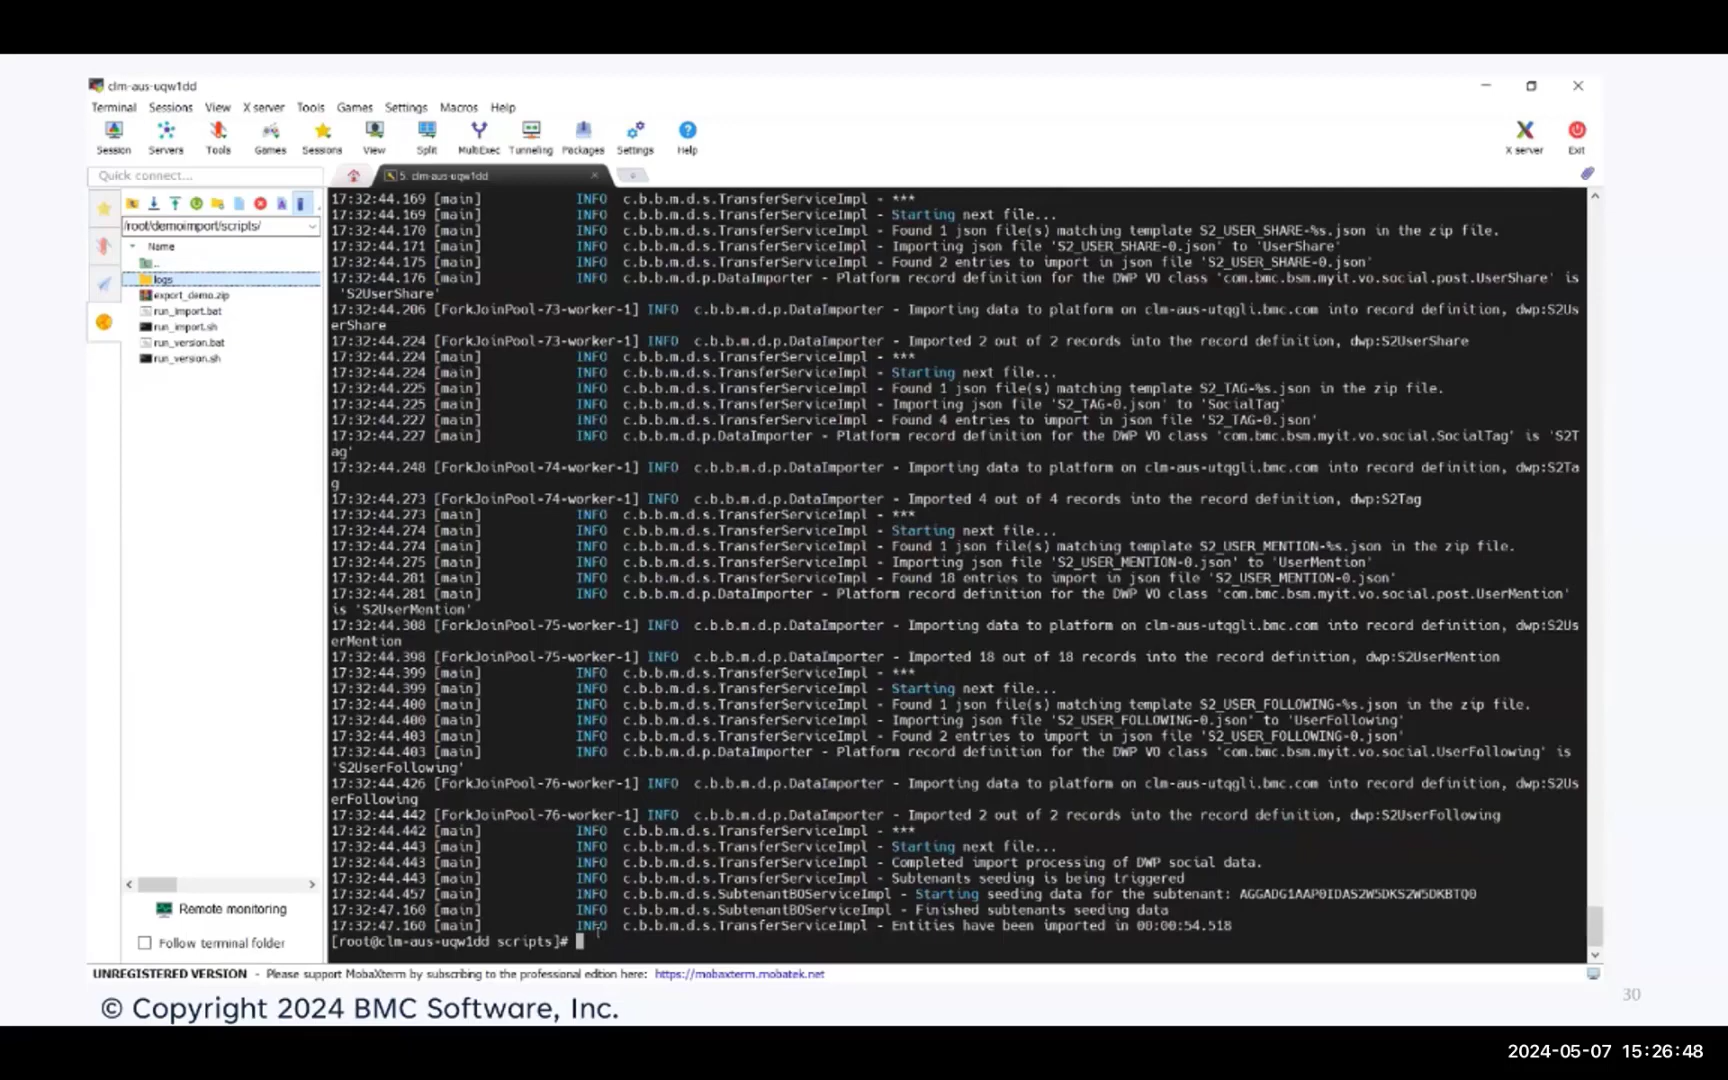 clm-aus-uqw1dd
Terminal Sessions View X server Tools Games Settings Macros Help
Session Servers Tools Games Sessions View Split MultiExec Tunneling Packages Settings Help X server Exit
Quick connect...
5. clm-aus-uqw1dd
/root/demoimport/scripts/
Name
..
logs
export_demo.zip
run_import.bat
run_import.sh
run_version.bat
run_version.sh
Remote monitoring
Follow terminal folder
17:32:44.169 [main] INFO c.b.b.m.d.s.TransferServiceImpl - ***
17:32:44.169 [main] INFO c.b.b.m.d.s.TransferServiceImpl - Starting next file...
17:32:44.170 [main] INFO c.b.b.m.d.s.TransferServiceImpl - Found 1 json file(s) matching template S2_USER_SHARE-%s.json in the zip file.
17:32:44.171 [main] INFO c.b.b.m.d.s.TransferServiceImpl - Importing json file 'S2_USER_SHARE-0.json' to 'UserShare'
17:32:44.175 [main] INFO c.b.b.m.d.s.TransferServiceImpl - Found 2 entries to import in json file 'S2_USER_SHARE-0.json'
17:32:44.176 [main] INFO c.b.b.m.d.p.DataImporter - Platform record definition for the DWP VO class 'com.bmc.bsm.myit.vo.social.post.UserShare' is
'S2UserShare'
17:32:44.206 [ForkJoinPool-73-worker-1] INFO c.b.b.m.d.p.DataImporter - Importing data to platform on clm-aus-utqgli.bmc.com into record definition, dwp:S2Us
erShare
17:32:44.224 [ForkJoinPool-73-worker-1] INFO c.b.b.m.d.p.DataImporter - Imported 2 out of 2 records into the record definition, dwp:S2UserShare
17:32:44.224 [main] INFO c.b.b.m.d.s.TransferServiceImpl - ***
17:32:44.224 [main] INFO c.b.b.m.d.s.TransferServiceImpl - Starting next file...
17:32:44.225 [main] INFO c.b.b.m.d.s.TransferServiceImpl - Found 1 json file(s) matching template S2_TAG-%s.json in the zip file.
17:32:44.225 [main] INFO c.b.b.m.d.s.TransferServiceImpl - Importing json file 'S2_TAG-0.json' to 'SocialTag'
17:32:44.227 [main] INFO c.b.b.m.d.s.TransferServiceImpl - Found 4 entries to import in json file 'S2_TAG-0.json'
17:32:44.227 [main] INFO c.b.b.m.d.p.DataImporter - Platform record definition for the DWP VO class 'com.bmc.bsm.myit.vo.social.SocialTag' is 'S2T
ag'
17:32:44.248 [ForkJoinPool-74-worker-1] INFO c.b.b.m.d.p.DataImporter - Importing data to platform on clm-aus-utqgli.bmc.com into record definition, dwp:S2Ta
g
17:32:44.273 [ForkJoinPool-74-worker-1] INFO c.b.b.m.d.p.DataImporter - Imported 4 out of 4 records into the record definition, dwp:S2Tag
17:32:44.273 [main] INFO c.b.b.m.d.s.TransferServiceImpl - ***
17:32:44.274 [main] INFO c.b.b.m.d.s.TransferServiceImpl - Starting next file...
17:32:44.274 [main] INFO c.b.b.m.d.s.TransferServiceImpl - Found 1 json file(s) matching template S2_USER_MENTION-%s.json in the zip file.
17:32:44.275 [main] INFO c.b.b.m.d.s.TransferServiceImpl - Importing json file 'S2_USER_MENTION-0.json' to 'UserMention'
17:32:44.281 [main] INFO c.b.b.m.d.s.TransferServiceImpl - Found 18 entries to import in json file 'S2_USER_MENTION-0.json'
17:32:44.281 [main] INFO c.b.b.m.d.p.DataImporter - Platform record definition for the DWP VO class 'com.bmc.bsm.myit.vo.social.post.UserMention'
is 'S2UserMention'
17:32:44.308 [ForkJoinPool-75-worker-1] INFO c.b.b.m.d.p.DataImporter - Importing data to platform on clm-aus-utqgli.bmc.com into record definition, dwp:S2Us
erMention
17:32:44.398 [ForkJoinPool-75-worker-1] INFO c.b.b.m.d.p.DataImporter - Imported 18 out of 18 records into the record definition, dwp:S2UserMention
17:32:44.399 [main] INFO c.b.b.m.d.s.TransferServiceImpl - ***
17:32:44.399 [main] INFO c.b.b.m.d.s.TransferServiceImpl - Starting next file...
17:32:44.400 [main] INFO c.b.b.m.d.s.TransferServiceImpl - Found 1 json file(s) matching template S2_USER_FOLLOWING-%s.json in the zip file.
17:32:44.400 [main] INFO c.b.b.m.d.s.TransferServiceImpl - Importing json file 'S2_USER_FOLLOWING-0.json' to 'UserFollowing'
17:32:44.403 [main] INFO c.b.b.m.d.s.TransferServiceImpl - Found 2 entries to import in json file 'S2_USER_FOLLOWING-0.json'
17:32:44.403 [main] INFO c.b.b.m.d.p.DataImporter - Platform record definition for the DWP VO class 'com.bmc.bsm.myit.vo.social.UserFollowing' is
'S2UserFollowing'
17:32:44.426 [ForkJoinPool-76-worker-1] INFO c.b.b.m.d.p.DataImporter - Importing data to platform on clm-aus-utqgli.bmc.com into record definition, dwp:S2Us
erFollowing
17:32:44.442 [ForkJoinPool-76-worker-1] INFO c.b.b.m.d.p.DataImporter - Imported 2 out of 2 records into the record definition, dwp:S2UserFollowing
17:32:44.442 [main] INFO c.b.b.m.d.s.TransferServiceImpl - ***
17:32:44.443 [main] INFO c.b.b.m.d.s.TransferServiceImpl - Starting next file...
17:32:44.443 [main] INFO c.b.b.m.d.s.TransferServiceImpl - Completed import processing of DWP social data.
17:32:44.443 [main] INFO c.b.b.m.d.s.TransferServiceImpl - Subtenants seeding is being triggered
17:32:44.457 [main] INFO c.b.b.m.d.s.SubtenantBOServiceImpl - Starting seeding data for the subtenant: AGGADG1AAP0IDAS2W5DKS2W5DKBTQ0
17:32:47.160 [main] INFO c.b.b.m.d.s.SubtenantBOServiceImpl - Finished subtenants seeding data
17:32:47.160 [main] INFO c.b.b.m.d.s.TransferServiceImpl - Entities have been imported in 00:00:54.518
[root@clm-aus-uqw1dd scripts]#
UNREGISTERED VERSION - Please support MobaXterm by subscribing to the professional edition here: https://mobaxterm.mobatek.net
© Copyright 2024 BMC Software, Inc.
30
2024-05-07 15:26:48